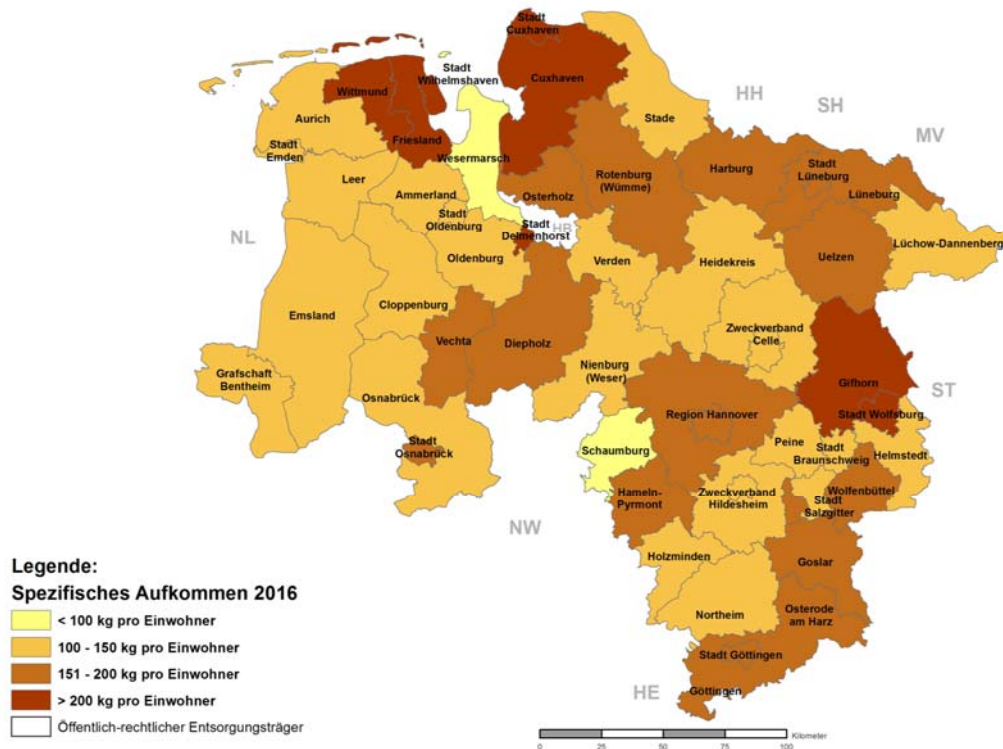 Stadt
Cuxhaven
Cuxhaven
Stadt
Wilhelmshaven
Wittmund
HH
SH
Aurich
Stade
MV
Friesland
Stadt
Emden
Wesermarsch
Leer
Rotenburg
(Wümme)
Harburg
Stadt
Lüneburg
Ammerland
Osterholz
Lüneburg
Stadt
Oldenburg
Stadt
Delmenhorst
HB
NL
Oldenburg
Verden
Heidekreis
Uelzen
Lüchow-Dannenberg
Cloppenburg
Emsland
Vechta
Diepholz
Zweckverband
Celle
Nienburg
(Weser)
Grafschaft
Bentheim
Gifhorn
ST
Osnabrück
Region Hannover
Stadt Wolfsburg
Stadt
Osnabrück
Schaumburg
Peine
Stadt
Braunschweig
Helmstedt
Hameln-
Pyrmont
Zweckverband
Hildesheim
Wolfenbüttel
Stadt
Salzgitter
NW
Holzminden
Goslar
Northeim
Osterode
am Harz
Stadt Göttingen
HE
Göttingen
Legende:
Spezifisches Aufkommen 2016
< 100 kg pro Einwohner
100 - 150 kg pro Einwohner
151 - 200 kg pro Einwohner
> 200 kg pro Einwohner
Öffentlich-rechtlicher Entsorgungsträger
Kilometer
0 25 50 75 100